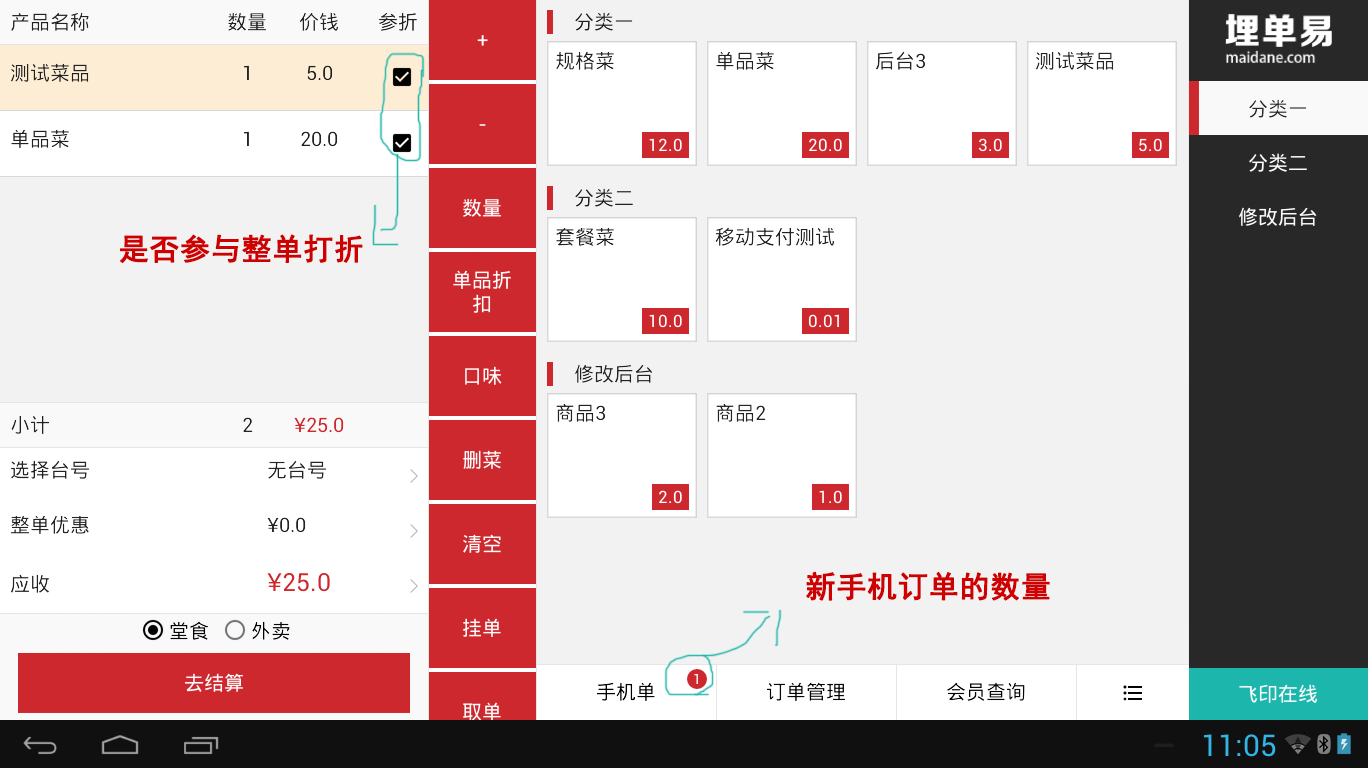 产品名称 数量 价钱 参折
测试菜品 1 5.0
单品菜 1 20.0
是否参与整单打折
小计 2 ¥25.0
选择台号 无台号
整单优惠 ¥0.0
应收 ¥25.0
堂食 外卖
去结算
+
-
数量
单品折
扣
口味
删菜
清空
挂单
取单
分类一
规格菜 单品菜 后台3 测试菜品
12.0 20.0 3.0 5.0
分类二
套餐菜 移动支付测试
10.0 0.01
修改后台
商品3 商品2
2.0 1.0
新手机订单的数量
手机单 1 订单管理 会员查询
埋单易
maidane.com
分类一
分类二
修改后台
飞印在线
11:05